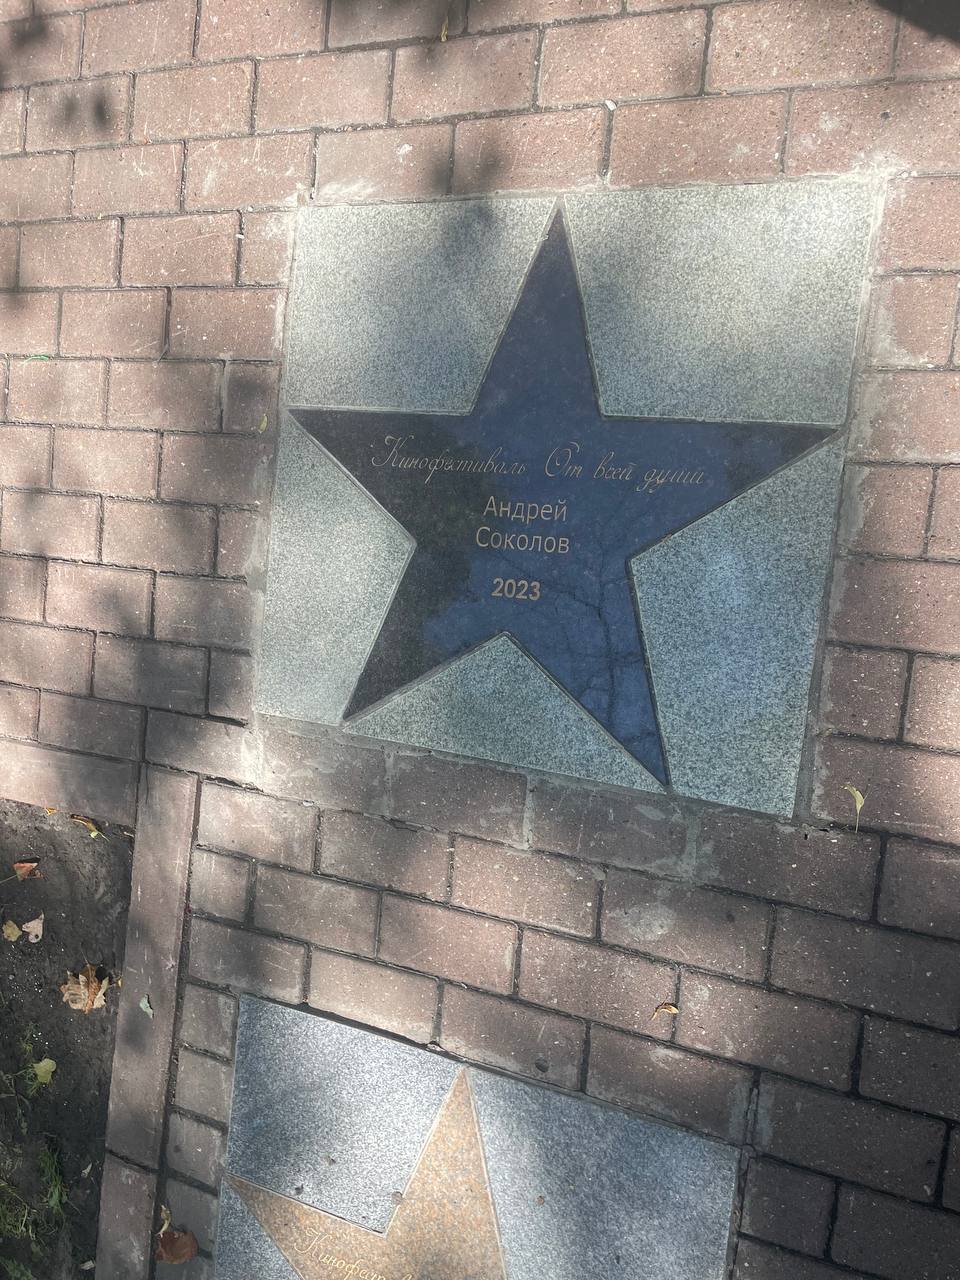 Кинофестиваль От всей души
Андрей
Соколов
2023